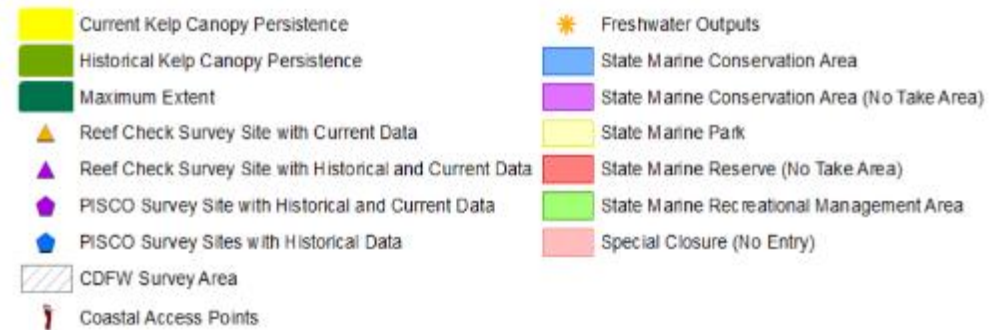 Current Kelp Canopy Persistence
Historical Kelp Canopy Persistence
Maximum Extent
Reef Check Survey Site with Current Data
Reef Check Survey Site with Historical and Current Data
PISCO Survey Site with Historical and Current Data
PISCO Survey Sites with Historical Data
CDFW Survey Area
Coastal Access Points
Freshwater Outputs
State Marine Conservation Area
State Marine Conservation Area (No Take Area)
State Marine Park
State Marine Reserve (No Take Area)
State Marine Recreational Management Area
Special Closure (No Entry)